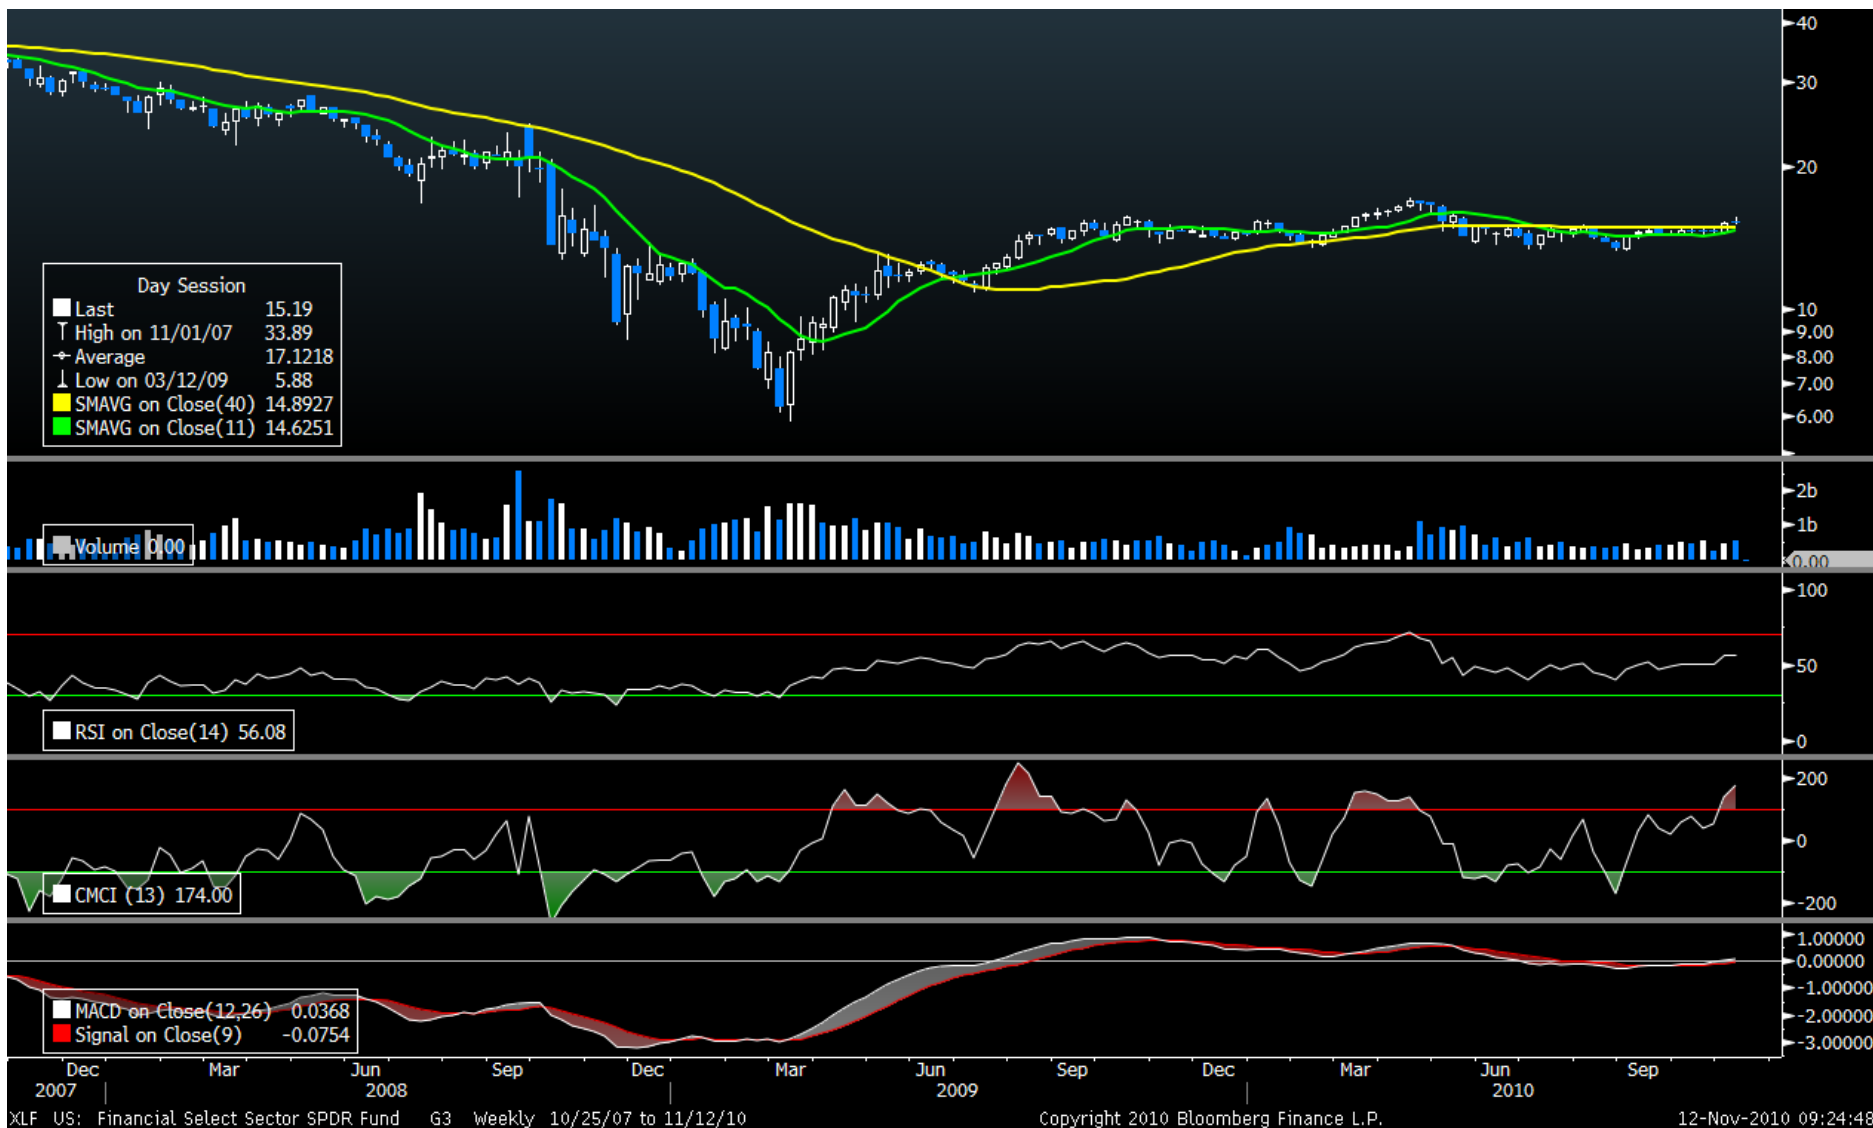 40
30
20
10
9.00
8.00
7.00
6.00
Day Session
Last 15.19
High on 11/01/07 33.89
Average 17.1218
Low on 03/12/09 5.88
SMAVG on Close(40) 14.8927
SMAVG on Close(11) 14.6251
2b
1b
0.00
Volume 0.00
100
50
0
RSI on Close(14) 56.08
200
0
-200
CMCI (13) 174.00
1.00000
0.00000
-1.00000
-2.00000
-3.00000
MACD on Close(12,26) 0.0368
Signal on Close(9) -0.0754
Dec Mar Jun Sep Dec Mar Jun Sep Dec Mar Jun Sep
2007 2008 2009 2010
XLF US: Financial Select Sector SPDR Fund G3 Weekly 10/25/07 to 11/12/10 Copyright 2010 Bloomberg Finance L.P. 12-Nov-2010 09:24:48